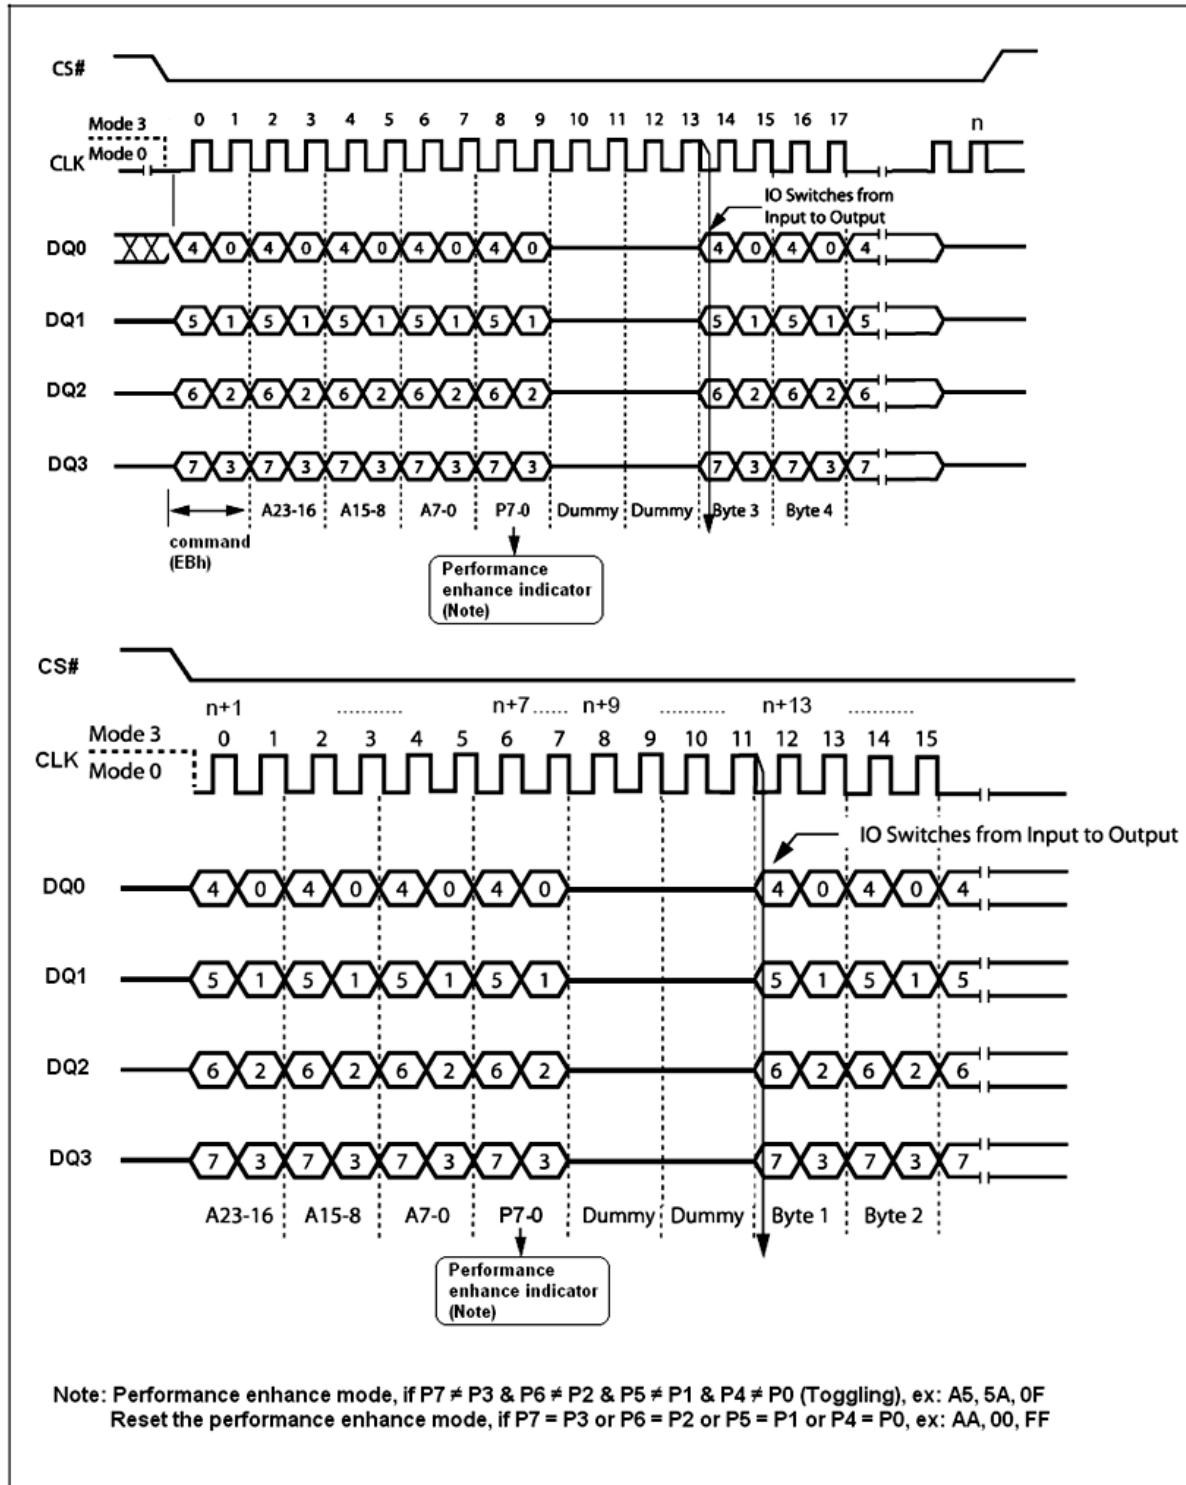 CS#
0 1 2 3 4 5 6 7 8 9 10 11 12 13 14 15 16 17 n
Mode 3
Mode 0
CLK
IO Switches from
Input to Output
DQ0 4 0 4 0 4 0 4 0 4 0 4 0 4 0 4
DQ1 5 1 5 1 5 1 5 1 5 1 5 1 5 1 5
DQ2 6 2 6 2 6 2 6 2 6 2 6 2 6 2 6
DQ3 7 3 7 3 7 3 7 3 7 3 7 3 7 3 7
A23-16 A15-8 A7-0 P7-0 Dummy Dummy Byte 3 Byte 4
command
(EBh)
Performance
enhance indicator
(Note)
CS#
n+1 ............ n+7 ...... n+9 ............ n+13 ............
Mode 3 0 1 2 3 4 5 6 7 8 9 10 11 12 13 14 15
CLK
Mode 0
IO Switches from Input to Output
DQ0 4 0 4 0 4 0 4 0 4 0 4 0 4
DQ1 5 1 5 1 5 1 5 1 5 1 5 1 5
DQ2 6 2 6 2 6 2 6 2 6 2 6 2 6
DQ3 7 3 7 3 7 3 7 3 7 3 7 3 7
A23-16 A15-8 A7-0 P7-0 Dummy Dummy Byte 1 Byte 2
Performance
enhance indicator
(Note)
Note: Performance enhance mode, if P7 ≠ P3 & P6 ≠ P2 & P5 ≠ P1 & P4 ≠ P0 (Toggling), ex: A5, 5A, 0F
Reset the performance enhance mode, if P7 = P3 or P6 = P2 or P5 = P1 or P4 = P0, ex: AA, 00, FF